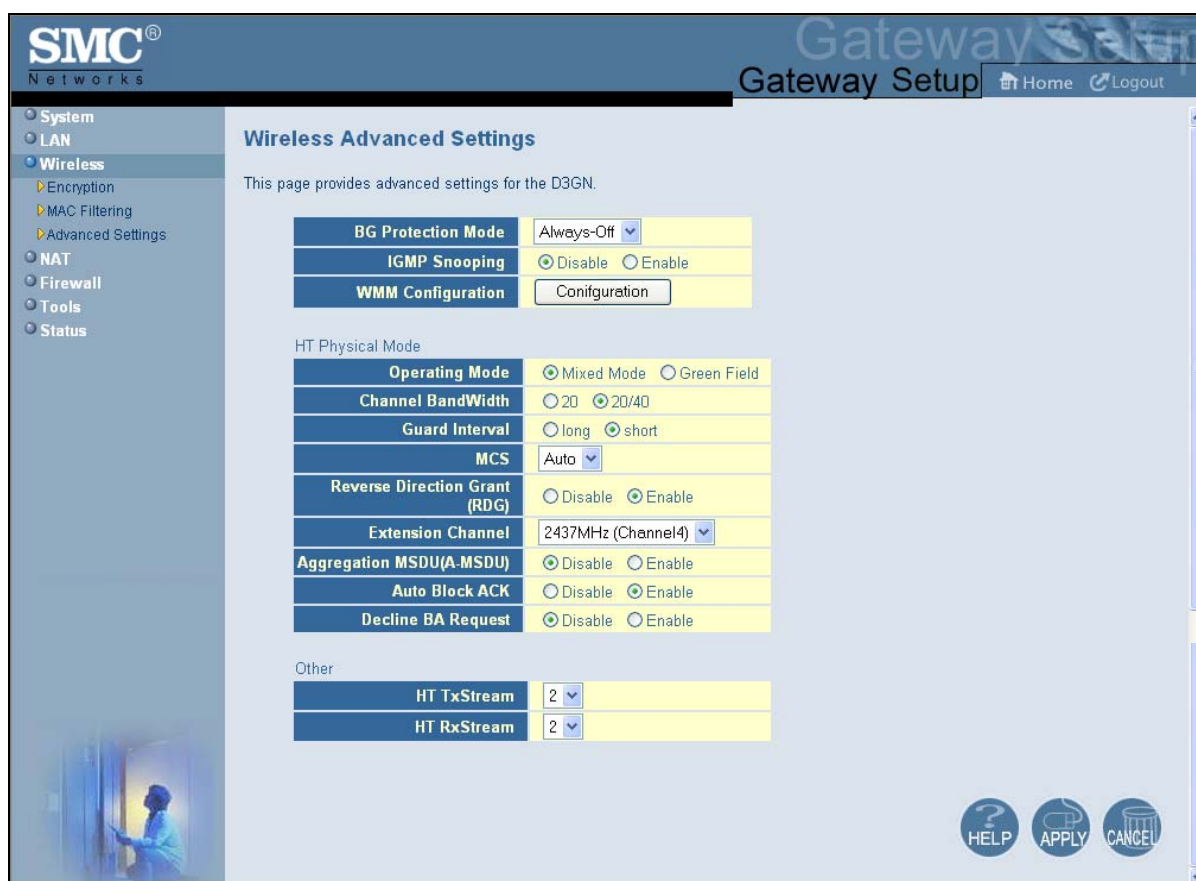 SMC®
Networks
Gateway Setup
Gateway Setup
Home
Logout
System
LAN
Wireless
Encryption
MAC Filtering
Advanced Settings
NAT
Firewall
Tools
Status
Wireless Advanced Settings
This page provides advanced settings for the D3GN.
BG Protection Mode Always-Off
IGMP Snooping Disable Enable
WMM Configuration Conifguration
HT Physical Mode
Operating Mode Mixed Mode Green Field
Channel BandWidth 20 20/40
Guard Interval long short
MCS Auto
Reverse Direction Grant
(RDG) Disable Enable
Extension Channel 2437MHz (Channel4)
Aggregation MSDU(A-MSDU) Disable Enable
Auto Block ACK Disable Enable
Decline BA Request Disable Enable
Other
HT TxStream 2
HT RxStream 2
HELP APPLY CANCEL